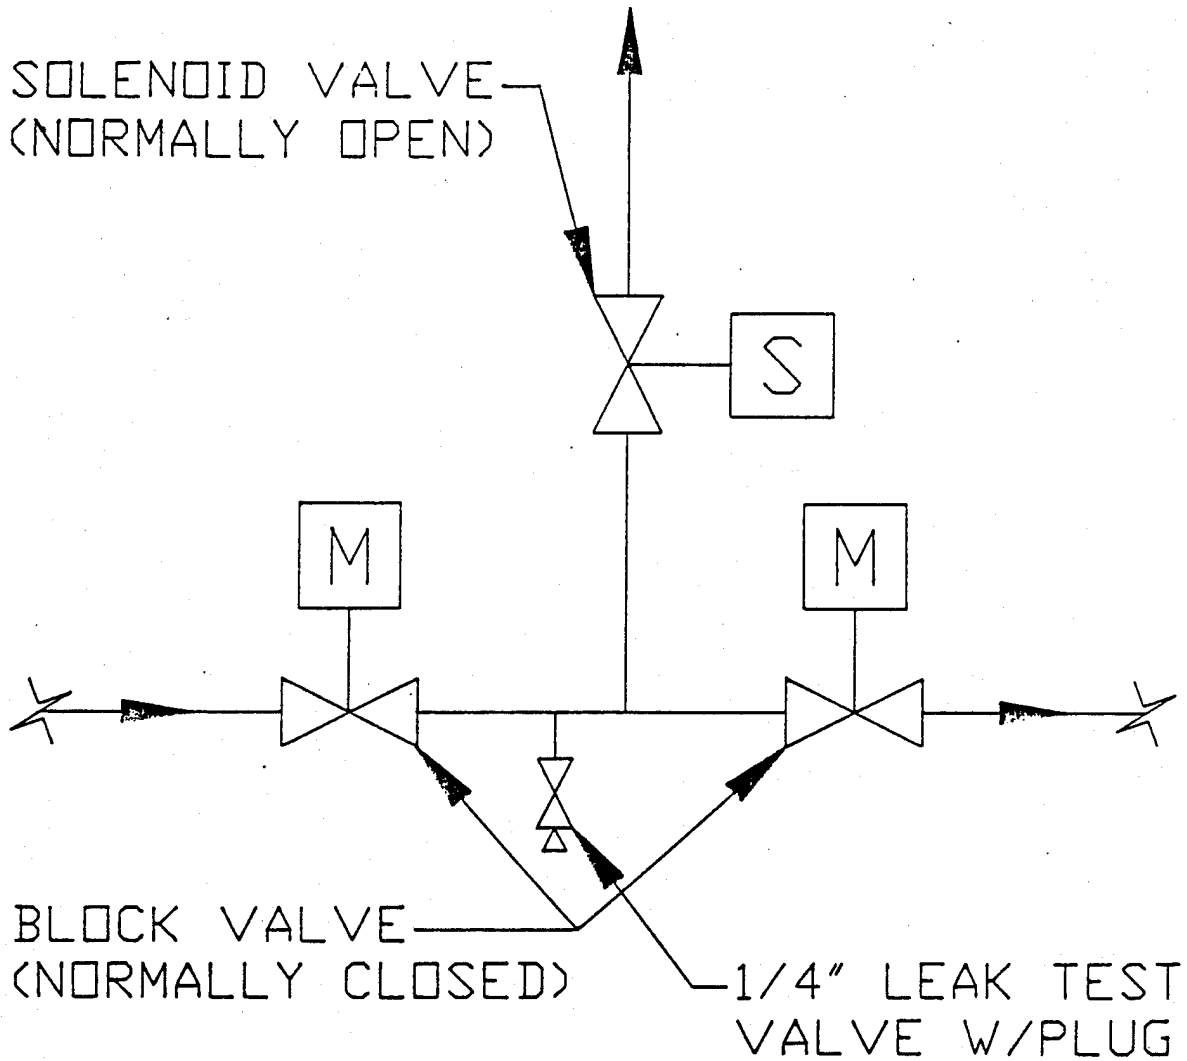 SOLENOID VALVE
(NORMALLY OPEN)
S
M
M
BLOCK VALVE
(NORMALLY CLOSED)
1/4" LEAK TEST
VALVE W/PLUG